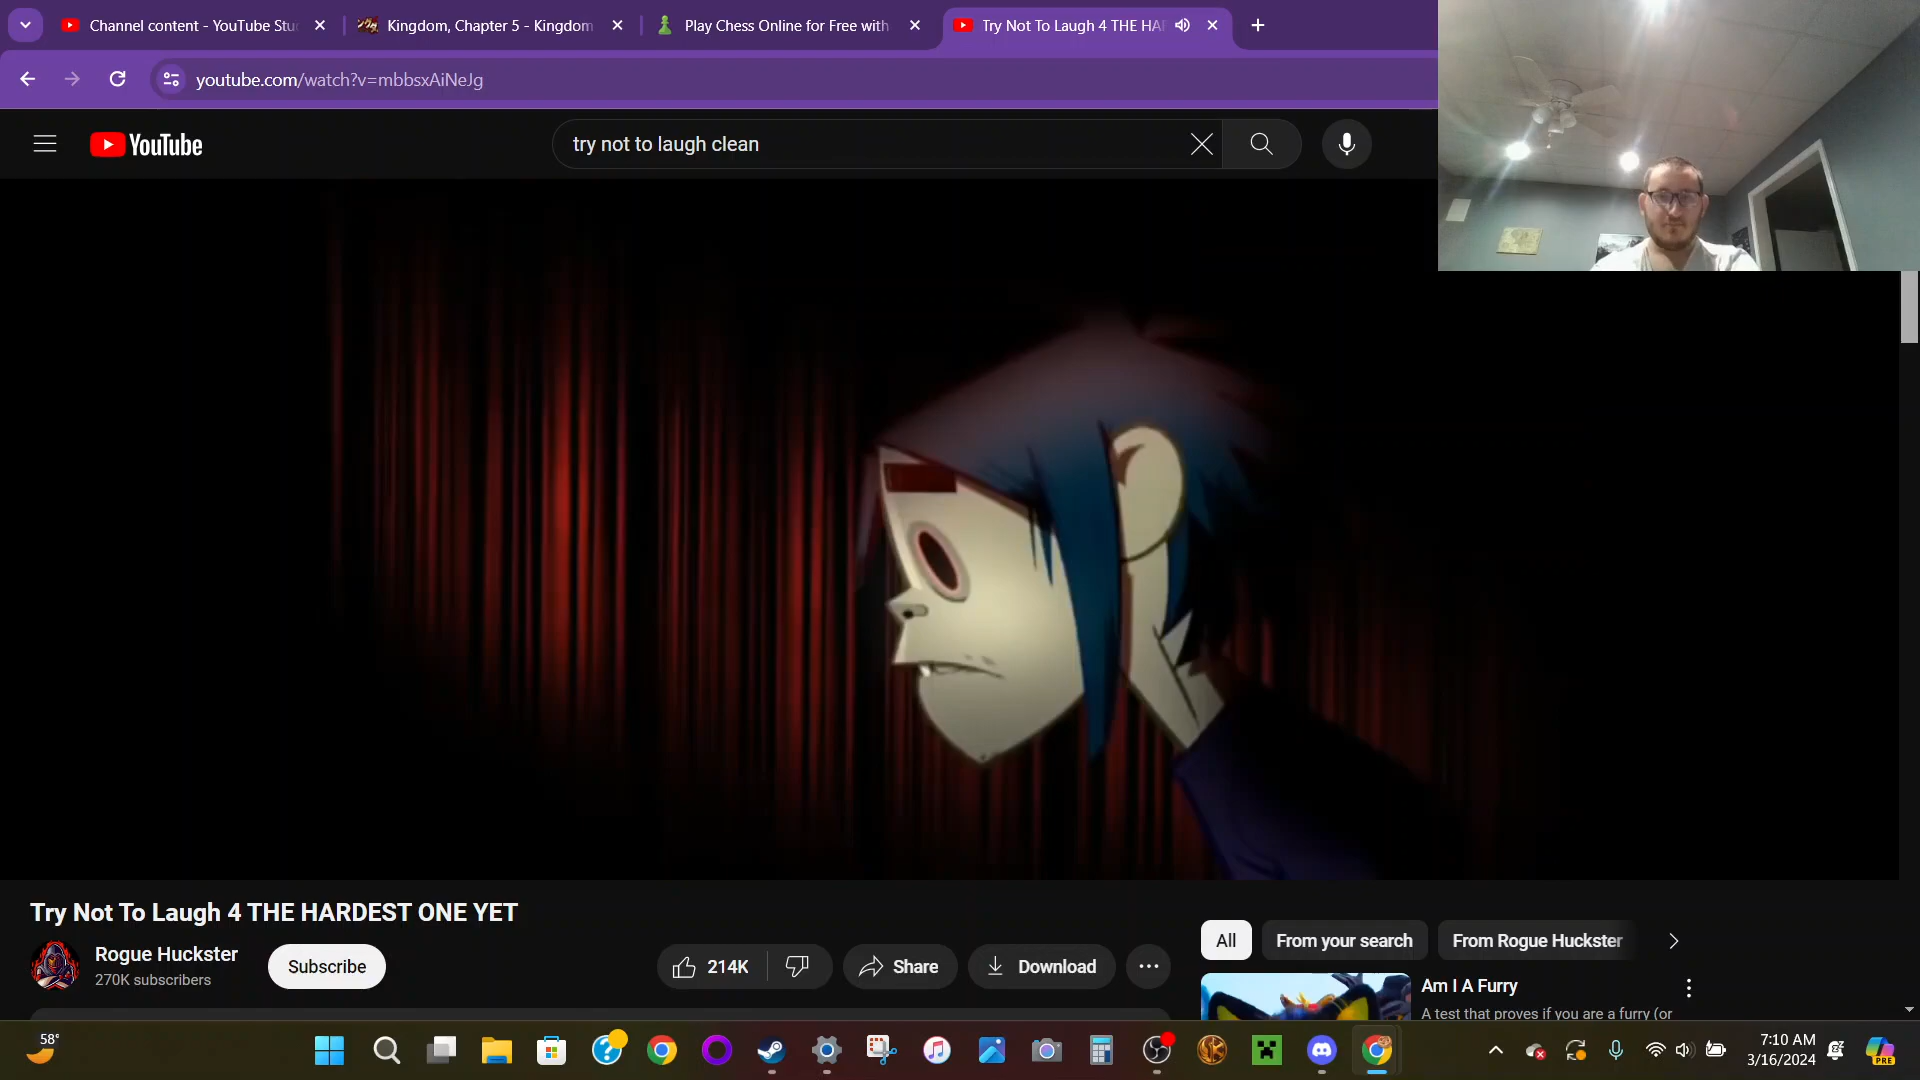 Channel content - YouTube Stu
Kingdom, Chapter 5 - Kingdom
Play Chess Online for Free with
Try Not To Laugh 4 THE HA
youtube.com/watch?v=mbbsxAiNeJg
YouTube
try not to laugh clean
Try Not To Laugh 4 THE HARDEST ONE YET
Rogue Huckster
270K subscribers
Subscribe
214K
Share
Download
All
From your search
From Rogue Huckster
Am I A Furry
A test that proves if you are a furry (or
58°
7:10 AM
3/16/2024
PRE